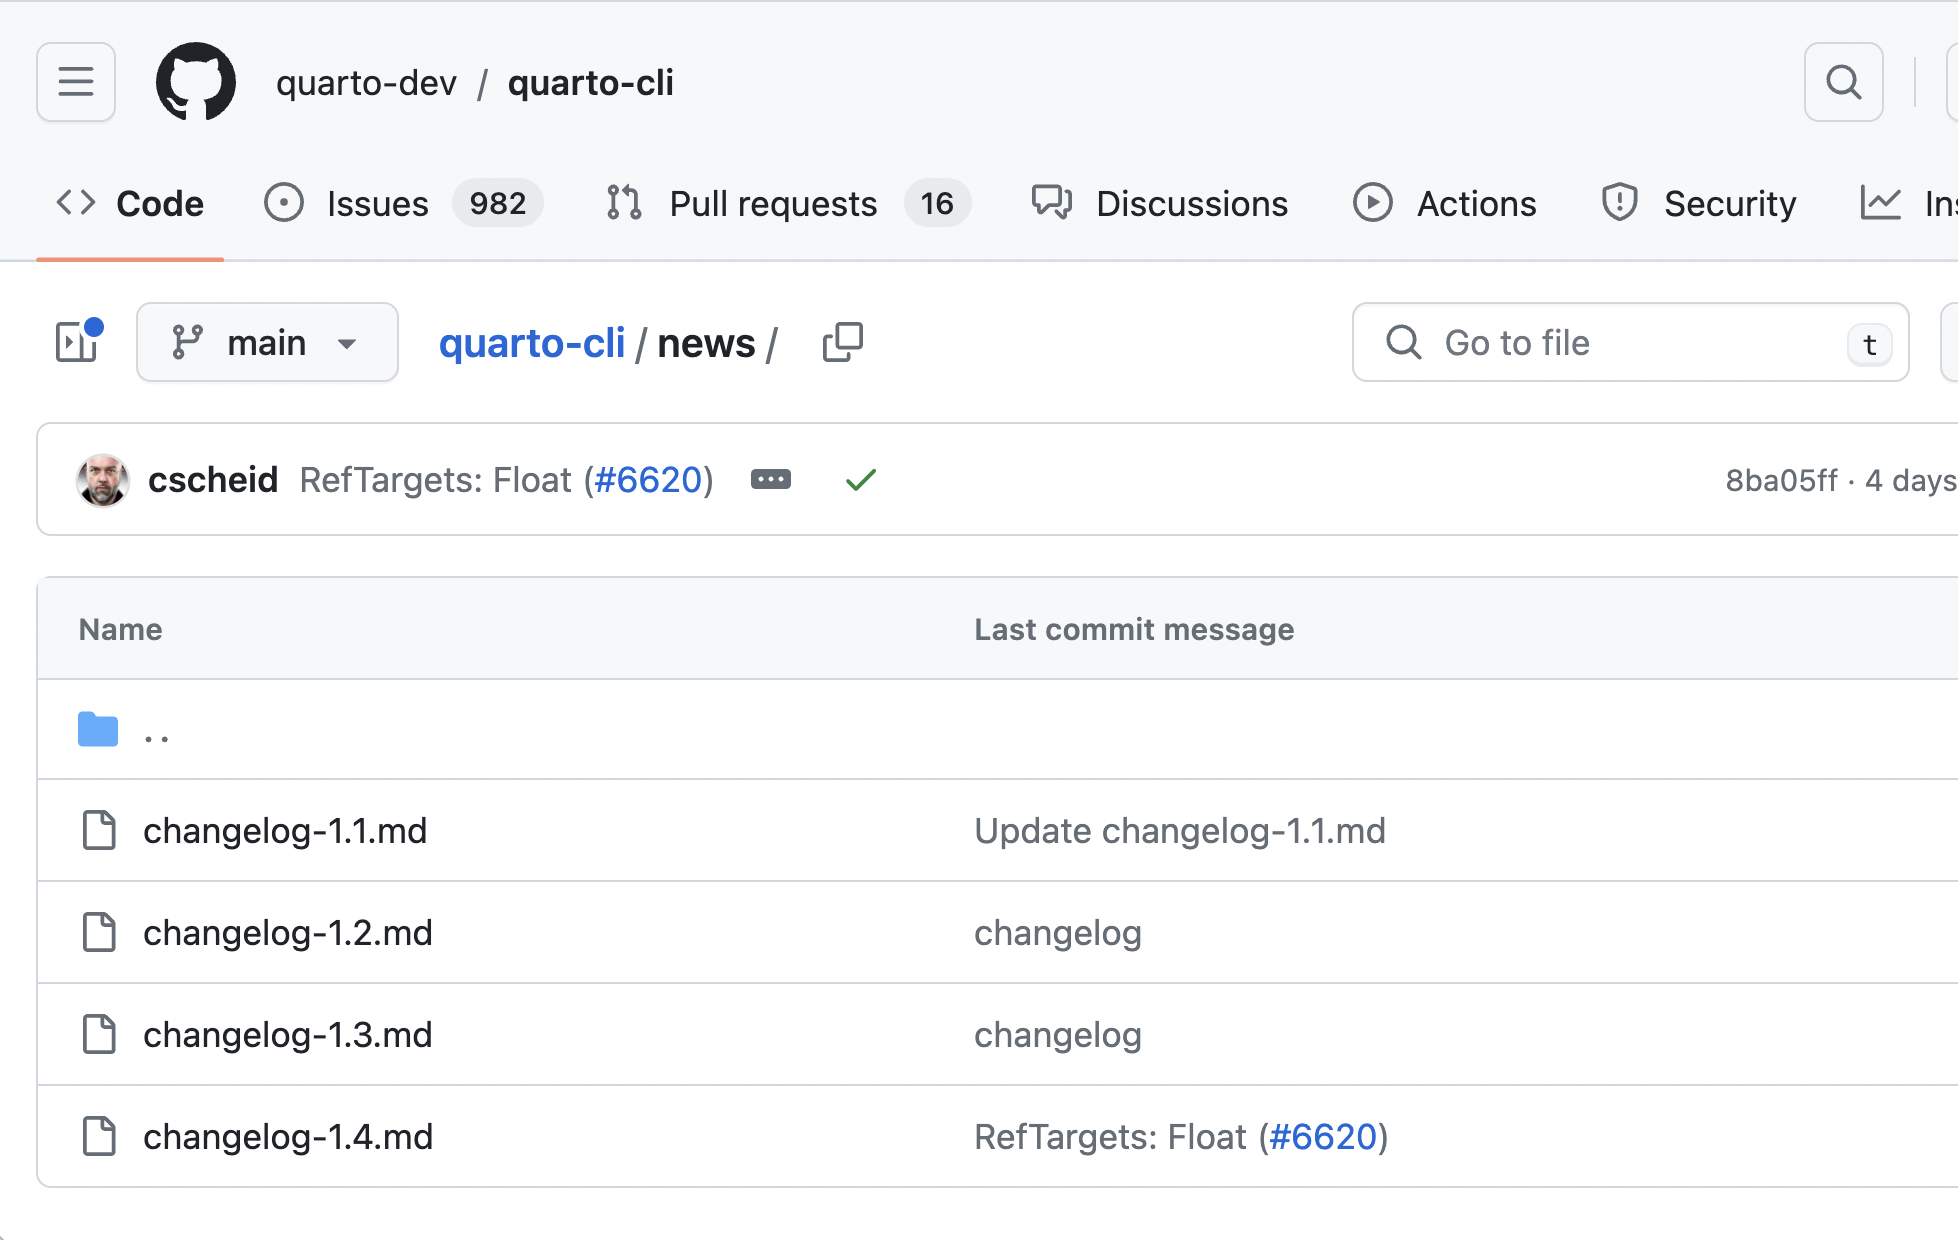 quarto-dev / quarto-cli
Code Issues 982 Pull requests 16 Discussions Actions Security
main quarto-cli / news / Go to file t
cscheid RefTargets: Float (#6620) 8ba05ff · 4 days
Name Last commit message
..
changelog-1.1.md Update changelog-1.1.md
changelog-1.2.md changelog
changelog-1.3.md changelog
changelog-1.4.md RefTargets: Float (#6620)